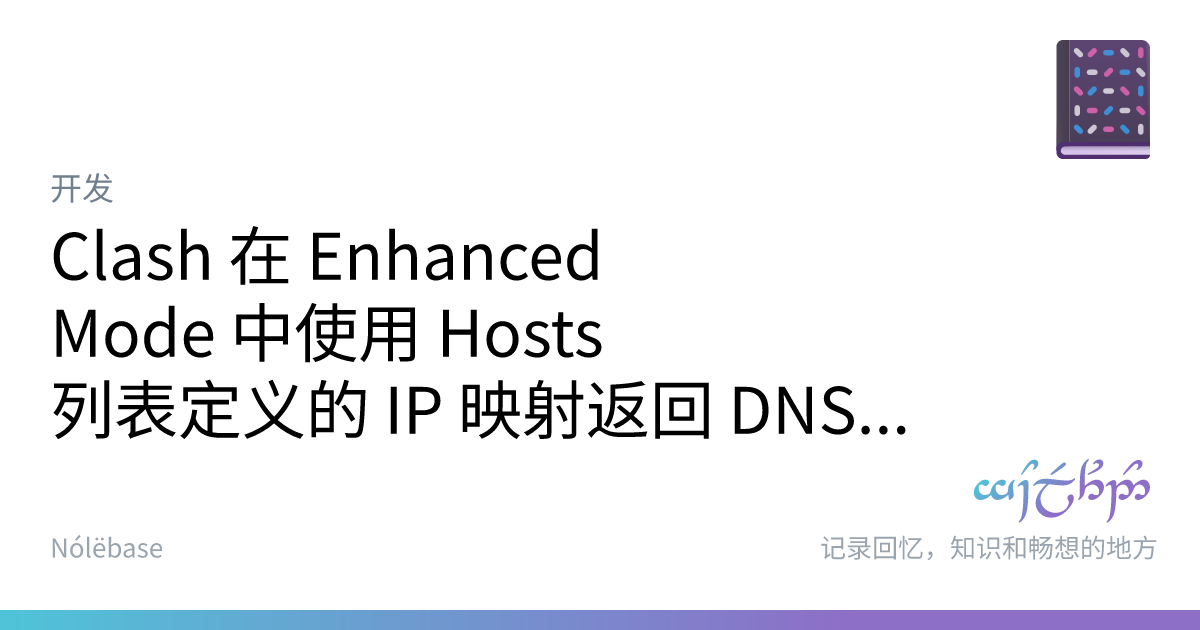 开发
Clash 在 Enhanced
Mode 中使用 Hosts
列表定义的 IP 映射返回 DNS...
Nólëbase
记录回忆，知识和畅想的地方